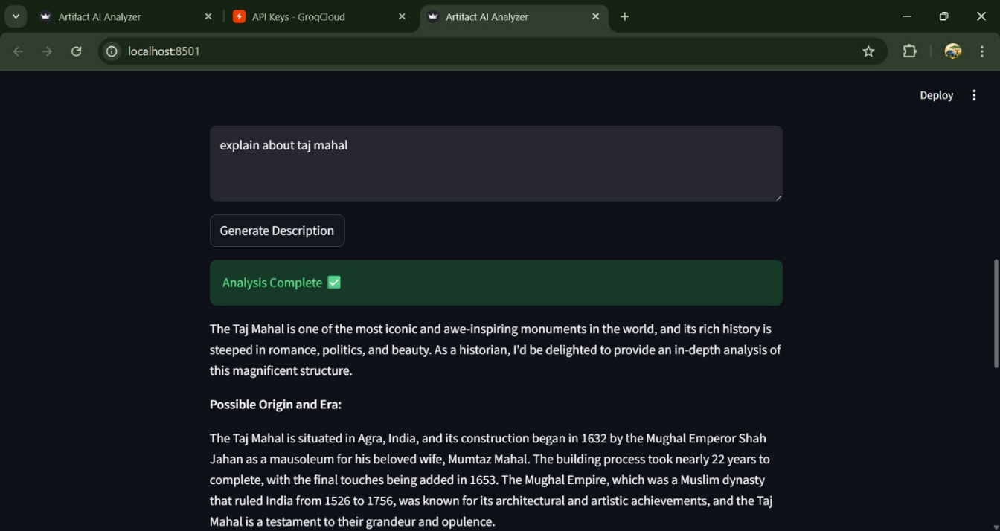 Artifact AI Analyzer
API Keys - GroqCloud
Artifact AI Analyzer
localhost:8501
Deploy
explain about taj mahal
Generate Description
Analysis Complete ✅
The Taj Mahal is one of the most iconic and awe-inspiring monuments in the world, and its rich history is
steeped in romance, politics, and beauty. As a historian, I'd be delighted to provide an in-depth analysis of
this magnificent structure.
Possible Origin and Era:
The Taj Mahal is situated in Agra, India, and its construction began in 1632 by the Mughal Emperor Shah
Jahan as a mausoleum for his beloved wife, Mumtaz Mahal. The building process took nearly 22 years to
complete, with the final touches being added in 1653. The Mughal Empire, which was a Muslim dynasty
that ruled India from 1526 to 1756, was known for its architectural and artistic achievements, and the Taj
Mahal is a testament to their grandeur and opulence.